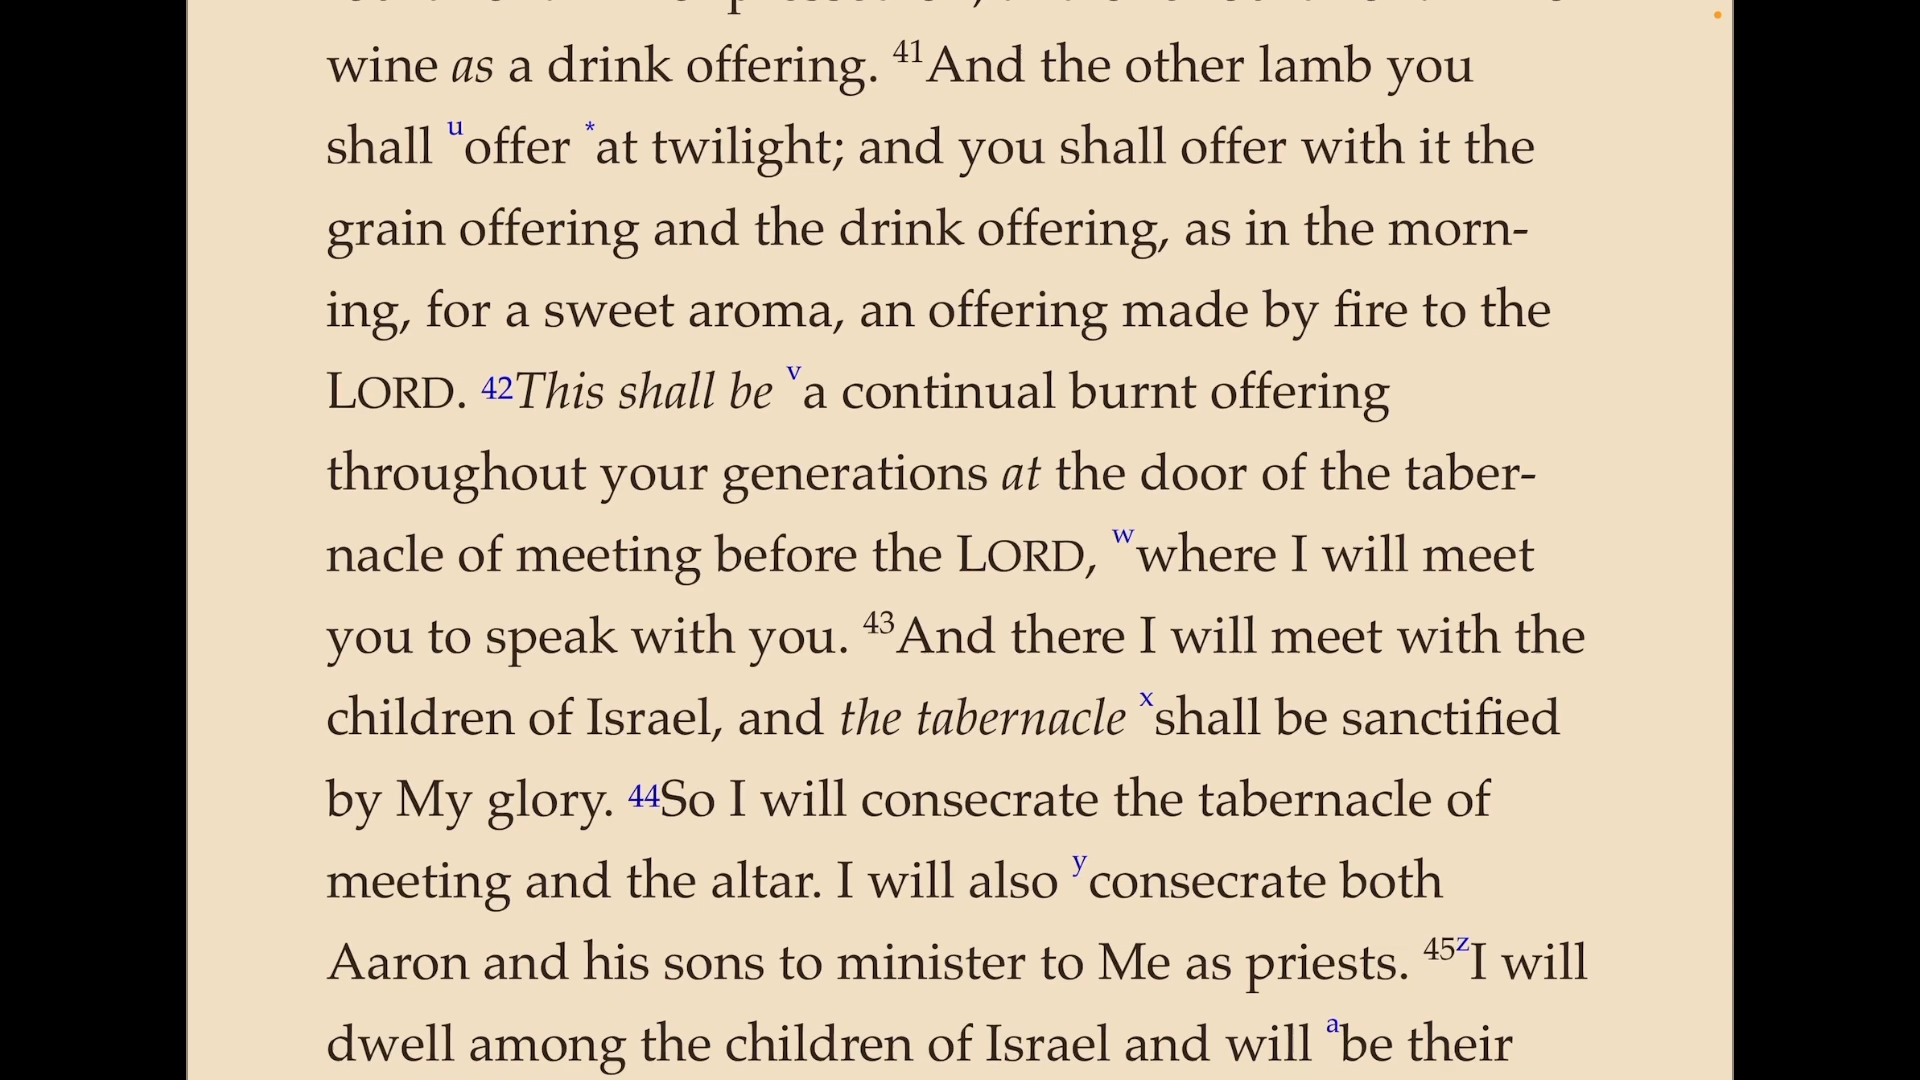 wine as a drink offering. 41And the other lamb you
shall uoffer *at twilight; and you shall offer with it the
grain offering and the drink offering, as in the morn-
ing, for a sweet aroma, an offering made by fire to the
LORD. 42This shall be va continual burnt offering
throughout your generations at the door of the taber-
nacle of meeting before the LORD, wwhere I will meet
you to speak with you. 43And there I will meet with the
children of Israel, and the tabernacle xshall be sanctified
by My glory. 44So I will consecrate the tabernacle of
meeting and the altar. I will also yconsecrate both
Aaron and his sons to minister to Me as priests. 45zI will
dwell among the children of Israel and will abe their